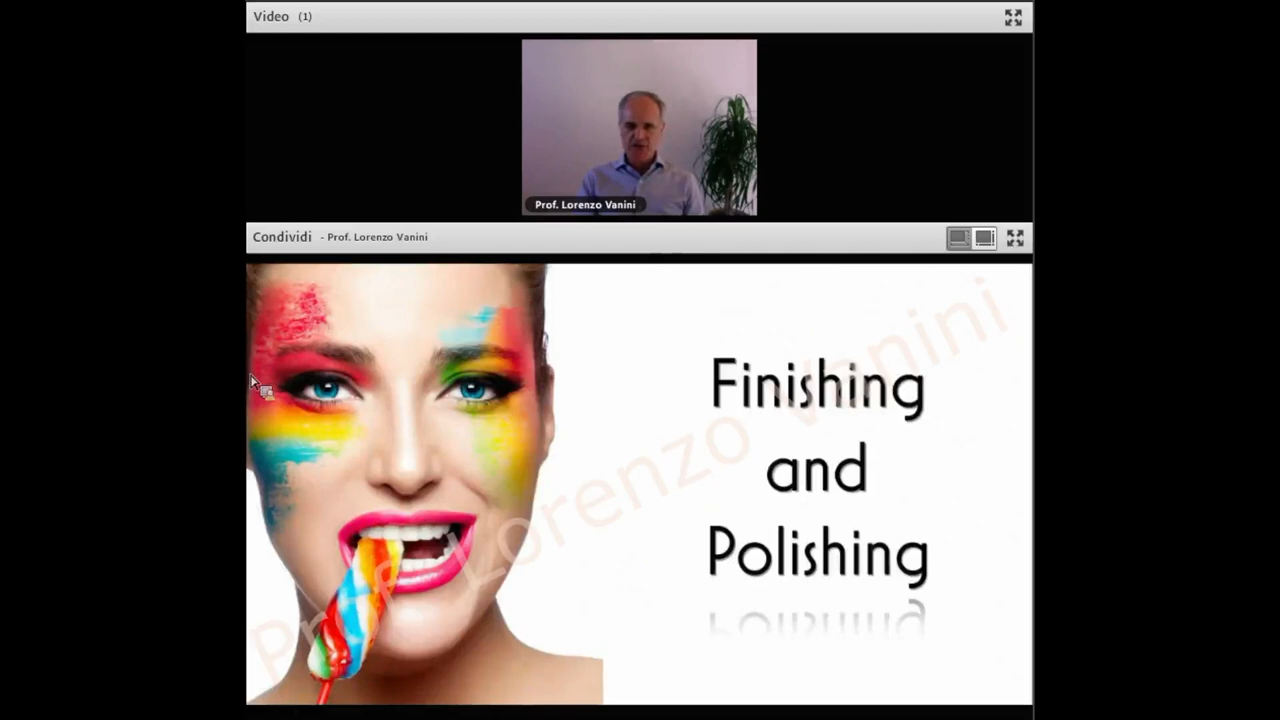 Video (1)
Prof. Lorenzo Vanini
Condividi - Prof. Lorenzo Vanini
Finishing
and
Polishing
Prof. Lorenzo Vanini